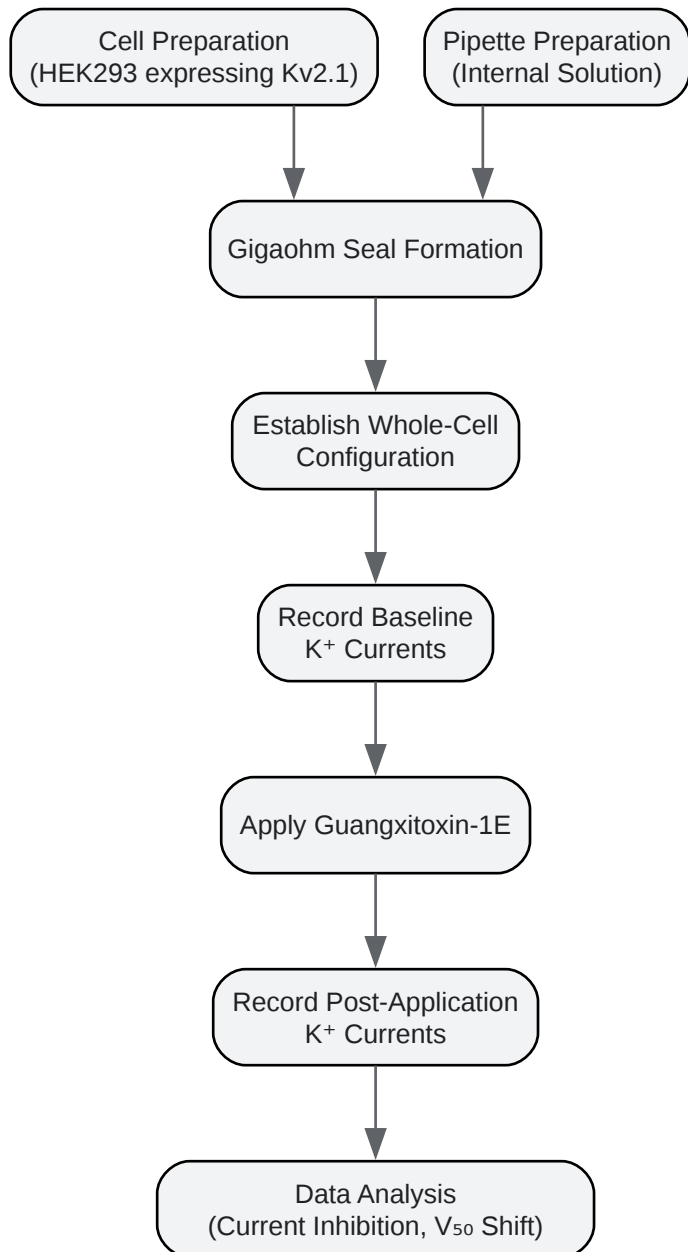 Cell Preparation
(HEK293 expressing Kv2.1)
Pipette Preparation
(Internal Solution)
Gigaohm Seal Formation
Establish Whole-Cell
Configuration
Record Baseline
K⁺ Currents
Apply Guangxitoxin-1E
Record Post-Application
K⁺ Currents
Data Analysis
(Current Inhibition, V₅₀ Shift)